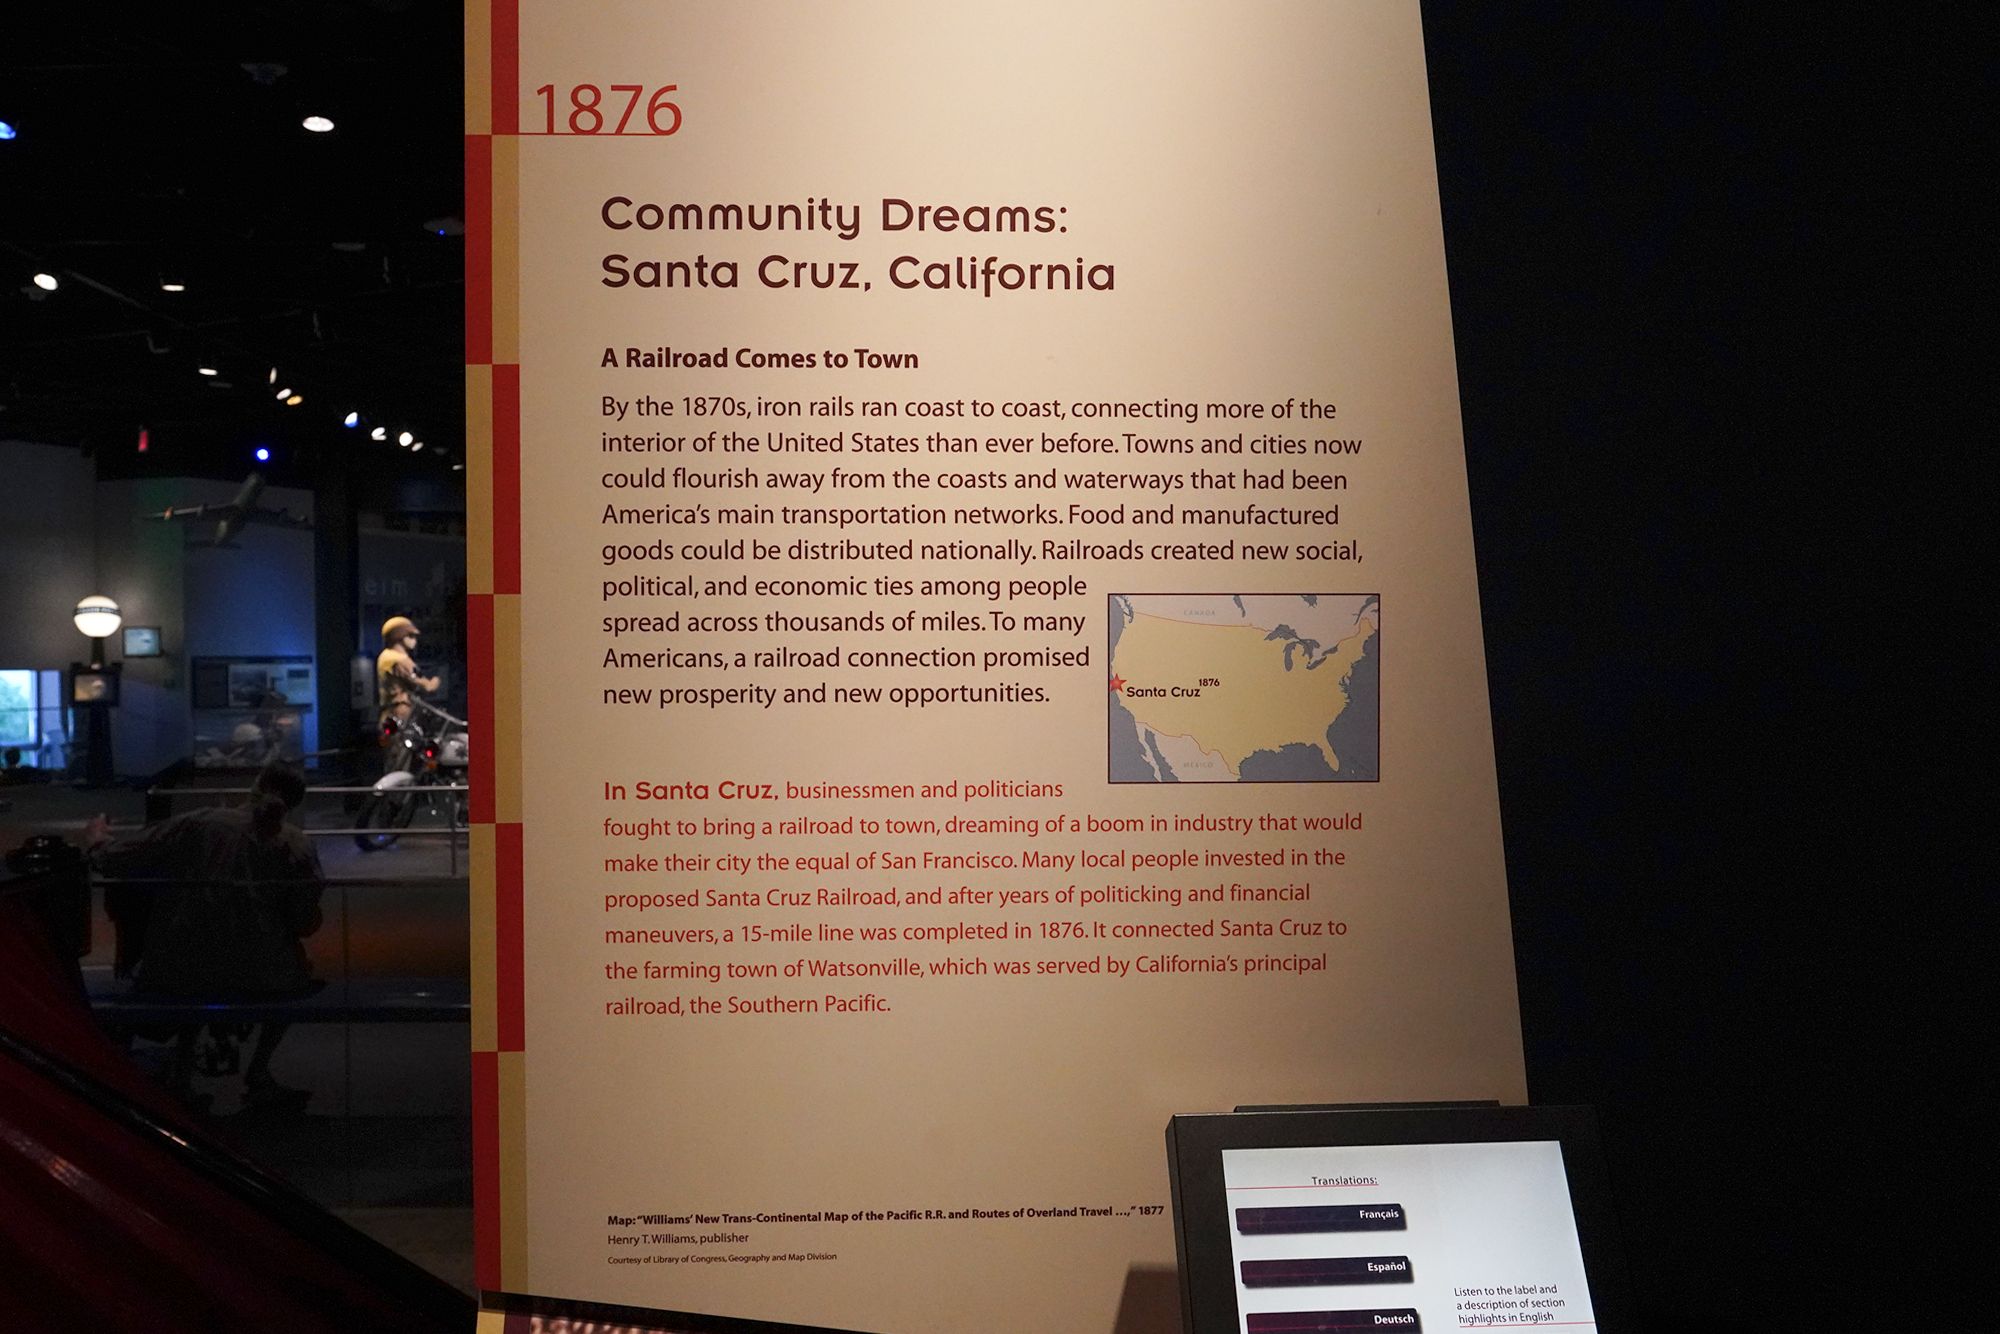 1876
Community Dreams:
Santa Cruz, California
A Railroad Comes to Town
By the 1870s, iron rails ran coast to coast, connecting more of the
interior of the United States than ever before. Towns and cities now
could flourish away from the coasts and waterways that had been
America's main transportation networks. Food and manufactured
goods could be distributed nationally. Railroads created new social,
political, and economic ties among people
spread across thousands of miles. To many
Americans, a railroad connection promised
new prosperity and new opportunities.
CANADA
Santa Cruz 1876
MEXICO
In Santa Cruz, businessmen and politicians
fought to bring a railroad to town, dreaming of a boom in industry that would
make their city the equal of San Francisco. Many local people invested in the
proposed Santa Cruz Railroad, and after years of politicking and financial
maneuvers, a 15-mile line was completed in 1876. It connected Santa Cruz to
the farming town of Watsonville, which was served by California's principal
railroad, the Southern Pacific.
Map: "Williams' New Trans-Continental Map of the Pacific R.R. and Routes of Overland Travel ...," 1877
Henry T. Williams, publisher
Courtesy of Library of Congress, Geography and Map Division
Translations:
Français
Español
Deutsch
Listen to the label and
a description of section
highlights in English